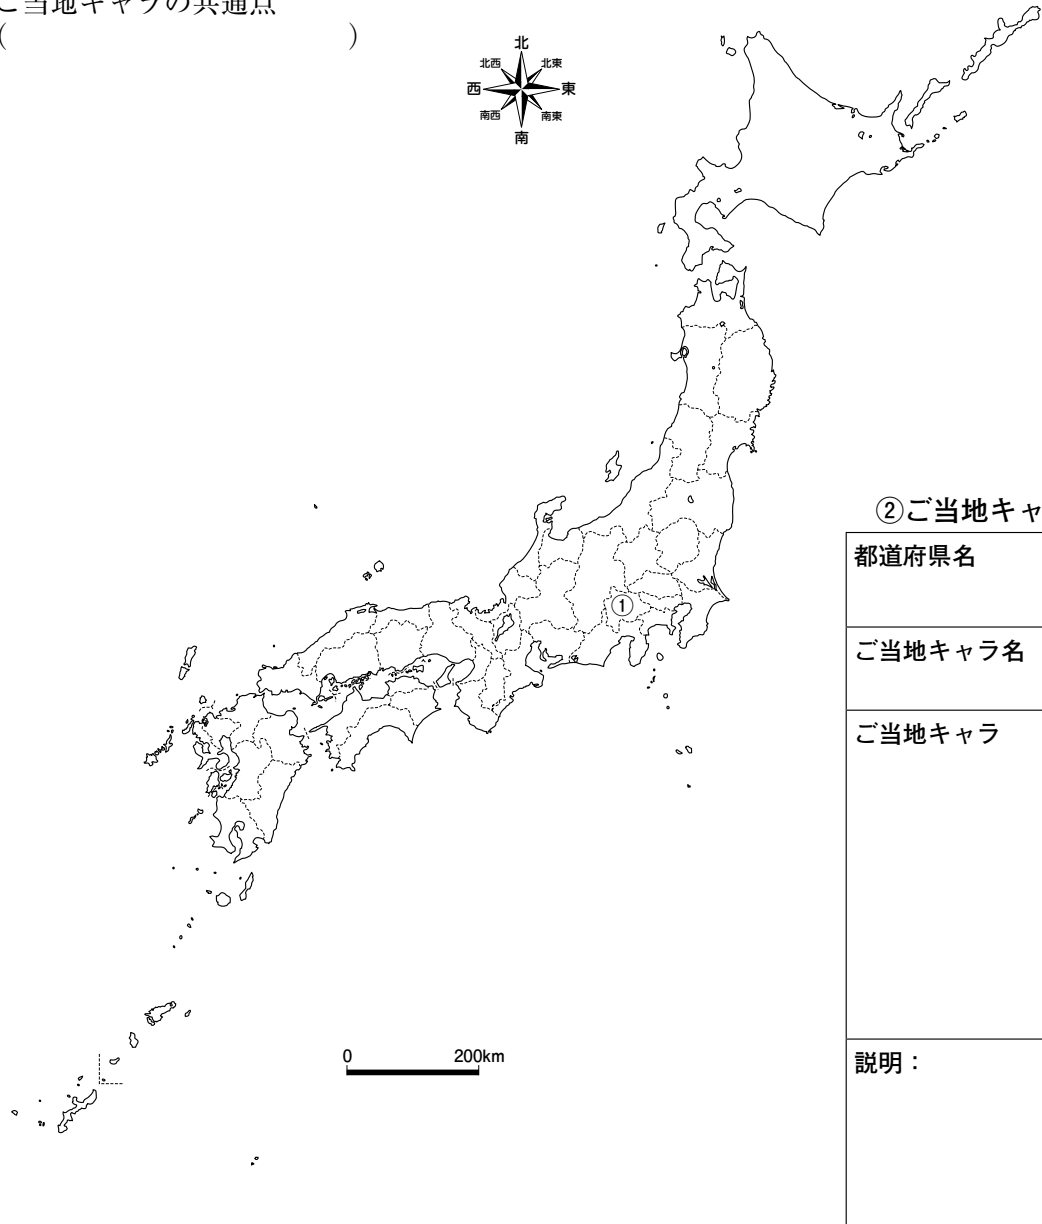 ご当地キャラの共通点
(　　　　　　　　　)
北
北西 北東
西 東
南西 南東
南
①
②ご当地キャ
都道府県名
ご当地キャラ名
ご当地キャラ
説明：
0 200km